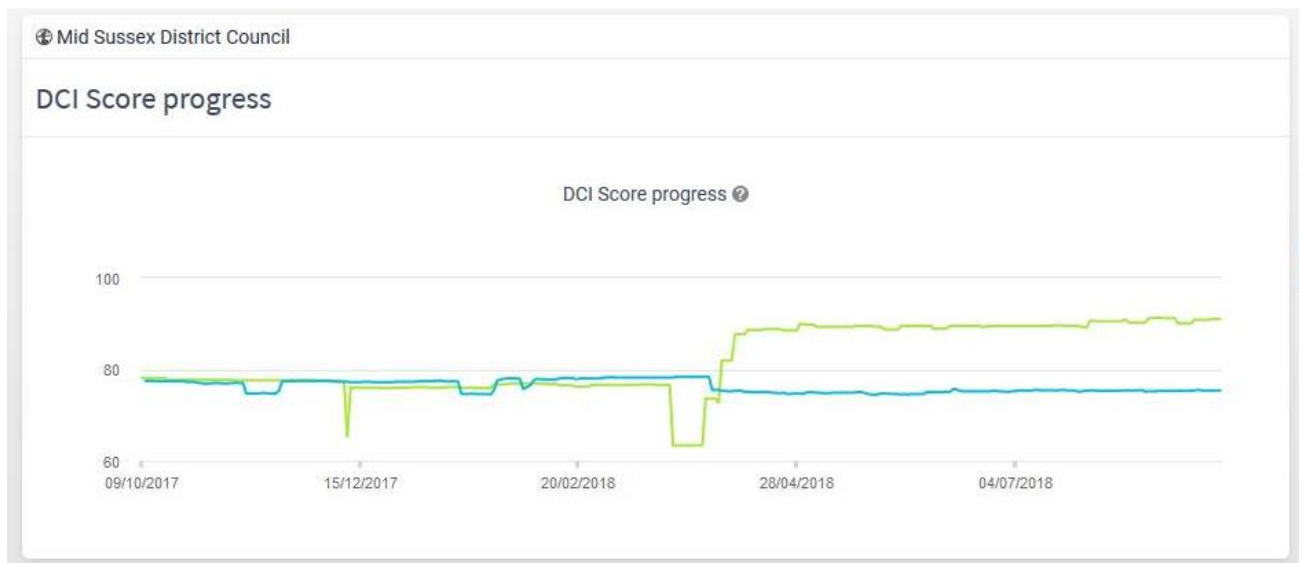 Mid Sussex District Council
DCI Score progress
DCI Score progress
100
80
60
09/10/2017 15/12/2017 20/02/2018 28/04/2018 04/07/2018